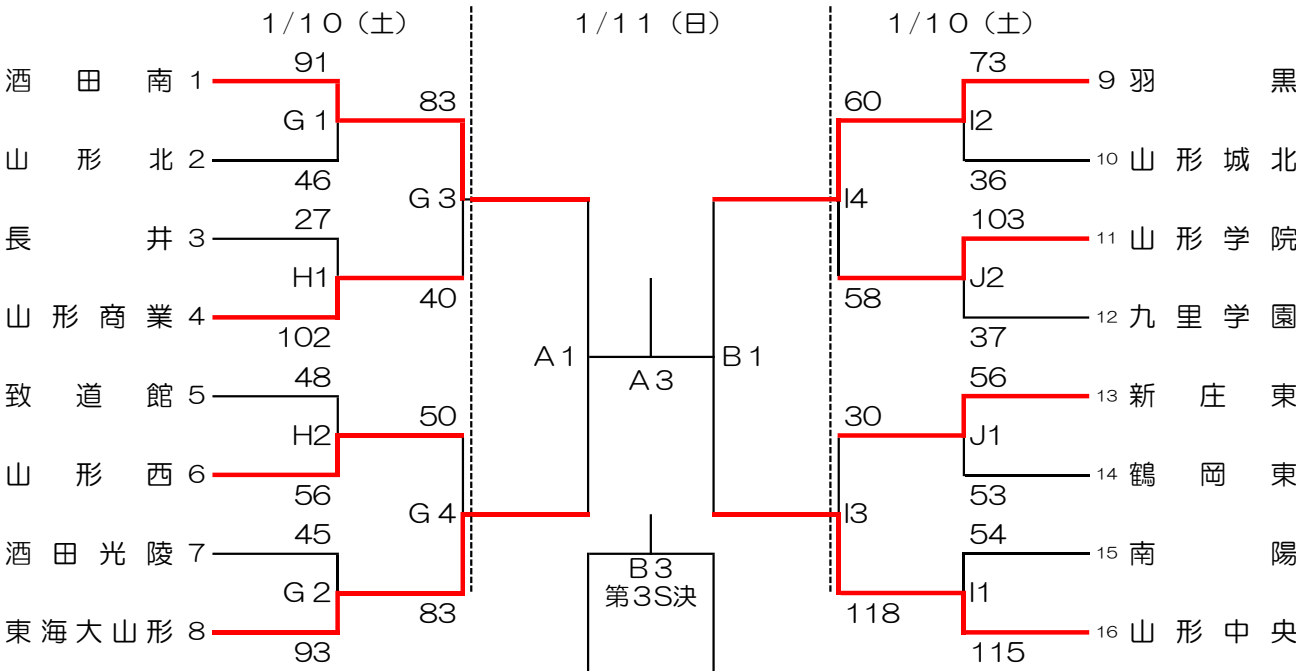 1/10（土） 1/11（日） 1/10（土）
91 73
酒田南 1 83 60 9 羽黒
G1 I2
山形北 2 10 山形城北
46 G3 I4 36
27 103
長井 3 11 山形学院
H1 J2
40 58
山形商業 4 12 九里学園
102 37
A1 A3 B1
48 56
致道館 5 50 30 13 新庄東
H2 J1
山形西 6 14 鶴岡東
56 53
G4 I3
45 54
酒田光陵 7 15 南陽
B3
G2 第3S決 I1
83 118
東海大山形 8 16 山形中央
93 115